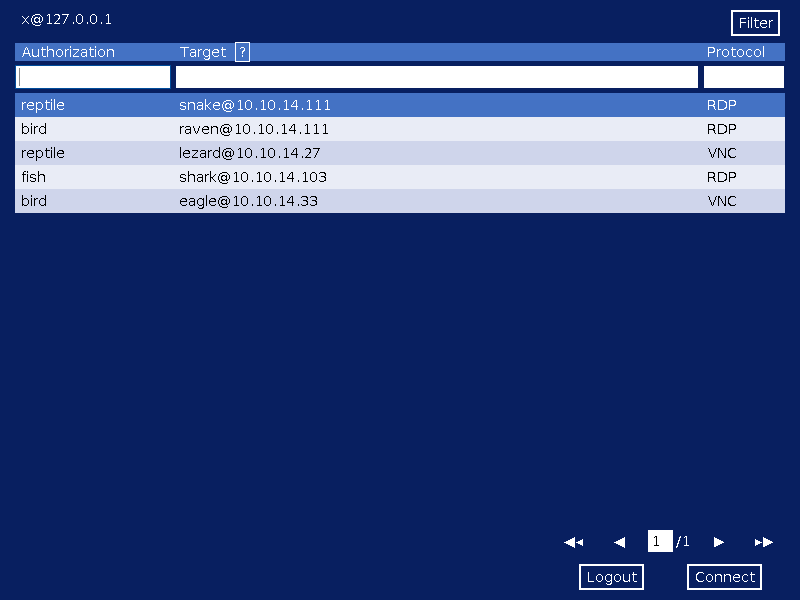 x@127.0.0.1
Filter
Authorization Target ? Protocol
reptile snake@10.10.14.111 RDP
bird raven@10.10.14.111 RDP
reptile lezard@10.10.14.27 VNC
fish shark@10.10.14.103 RDP
bird eagle@10.10.14.33 VNC
1 /1
Logout Connect